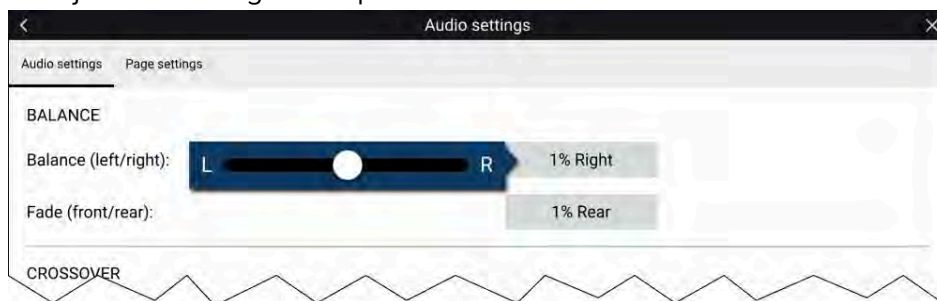 Audio settings
Audio settings Page settings
BALANCE
Balance (left/right): L R 1% Right
Fade (front/rear): 1% Rear
CROSSOVER